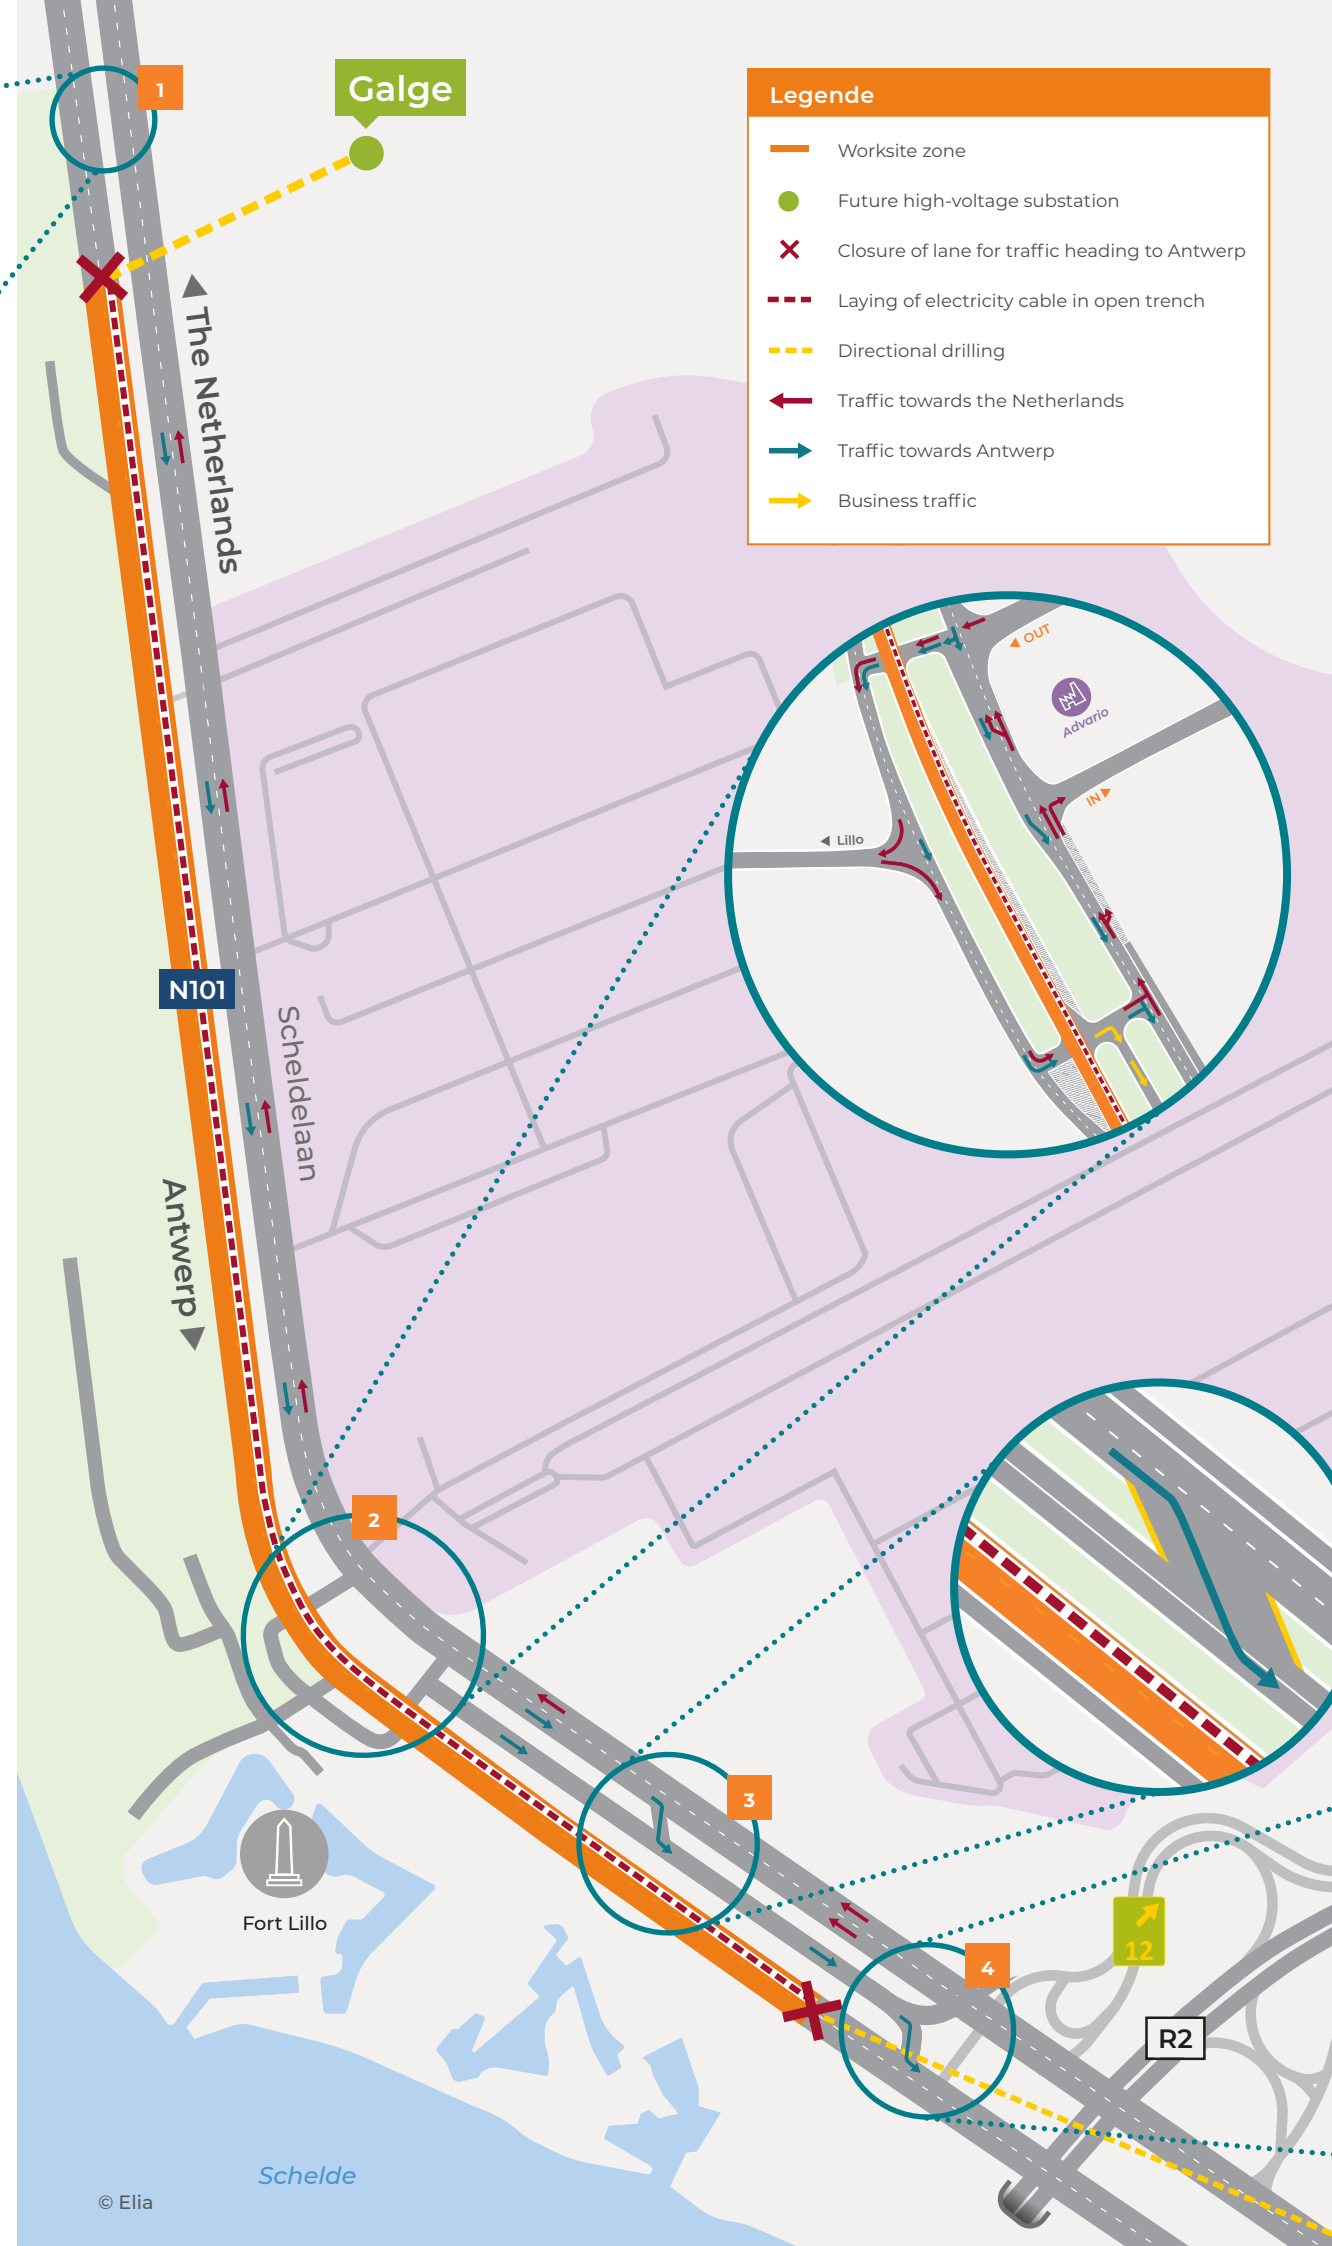 1
Galge
Legende
Worksite zone
Future high-voltage substation
Closure of lane for traffic heading to Antwerp
Laying of electricity cable in open trench
Directional drilling
Traffic towards the Netherlands
Traffic towards Antwerp
Business traffic
The Netherlands
OUT
Advario
IN
Lillo
N101
Scheldelaan
Antwerp
2
3
Fort Lillo
12
4
R2
Schelde
© Elia